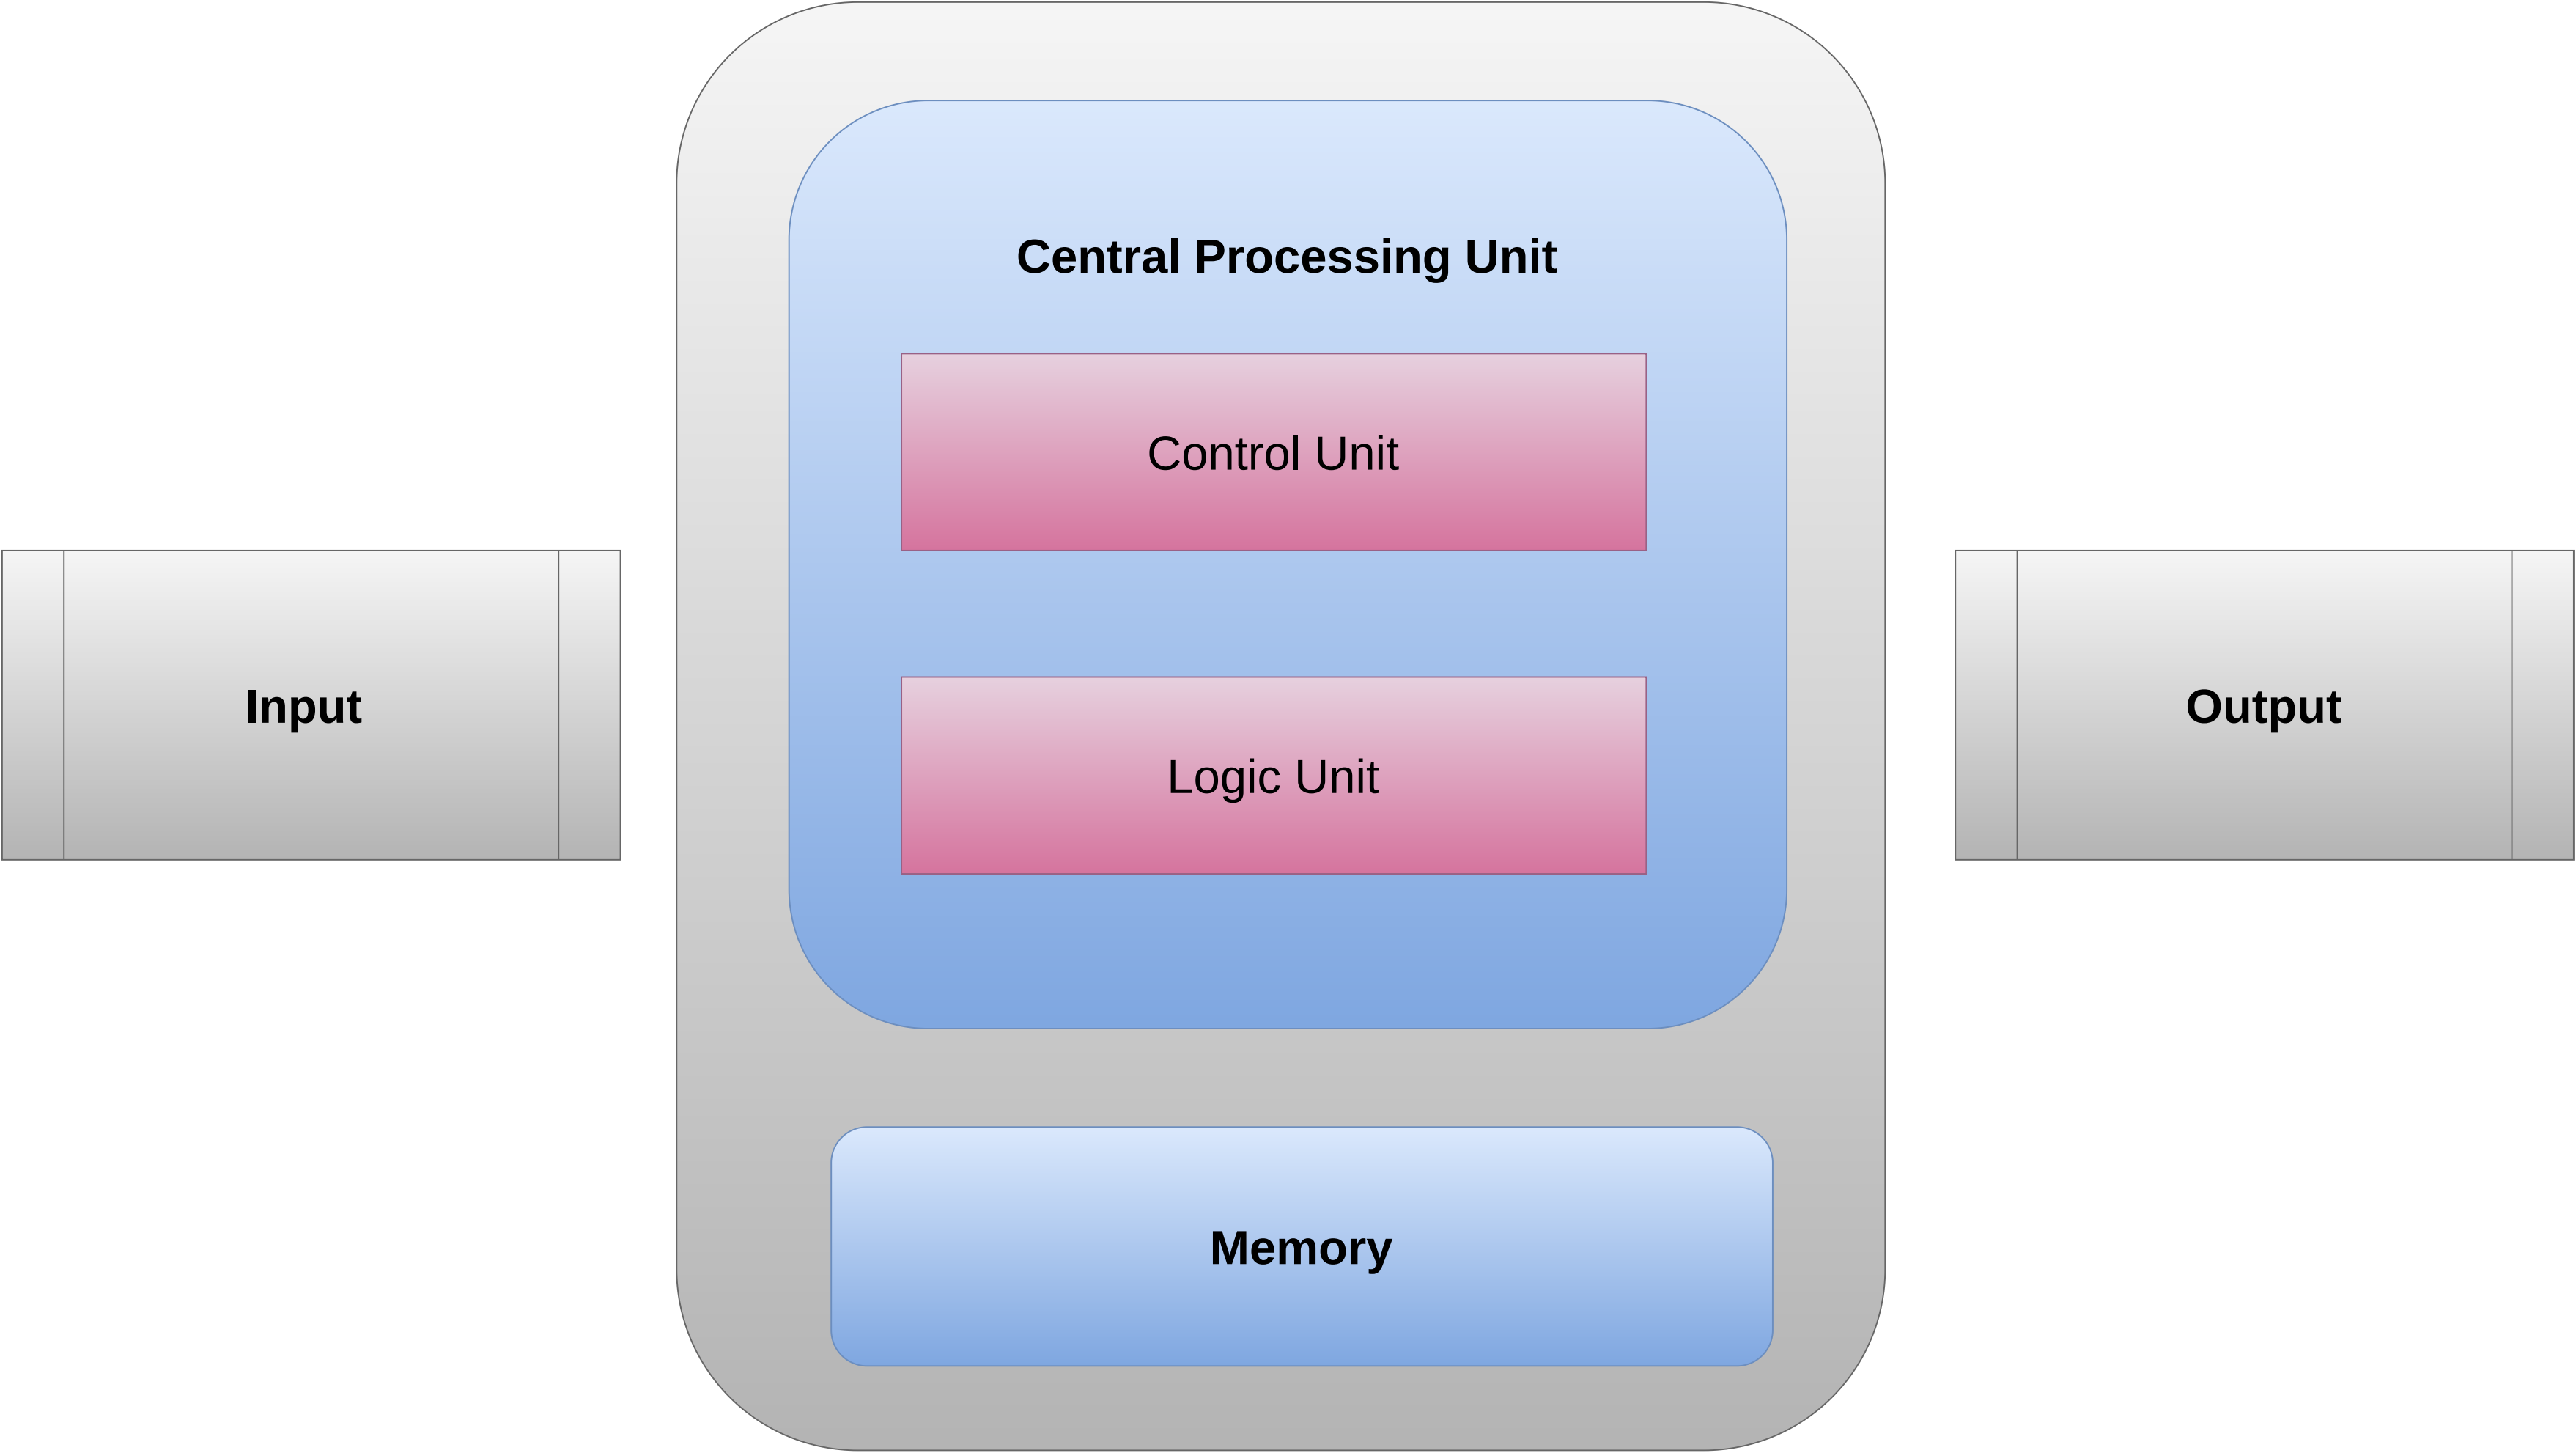 Central Processing Unit
Control Unit
Input
Logic Unit
Output
Memory